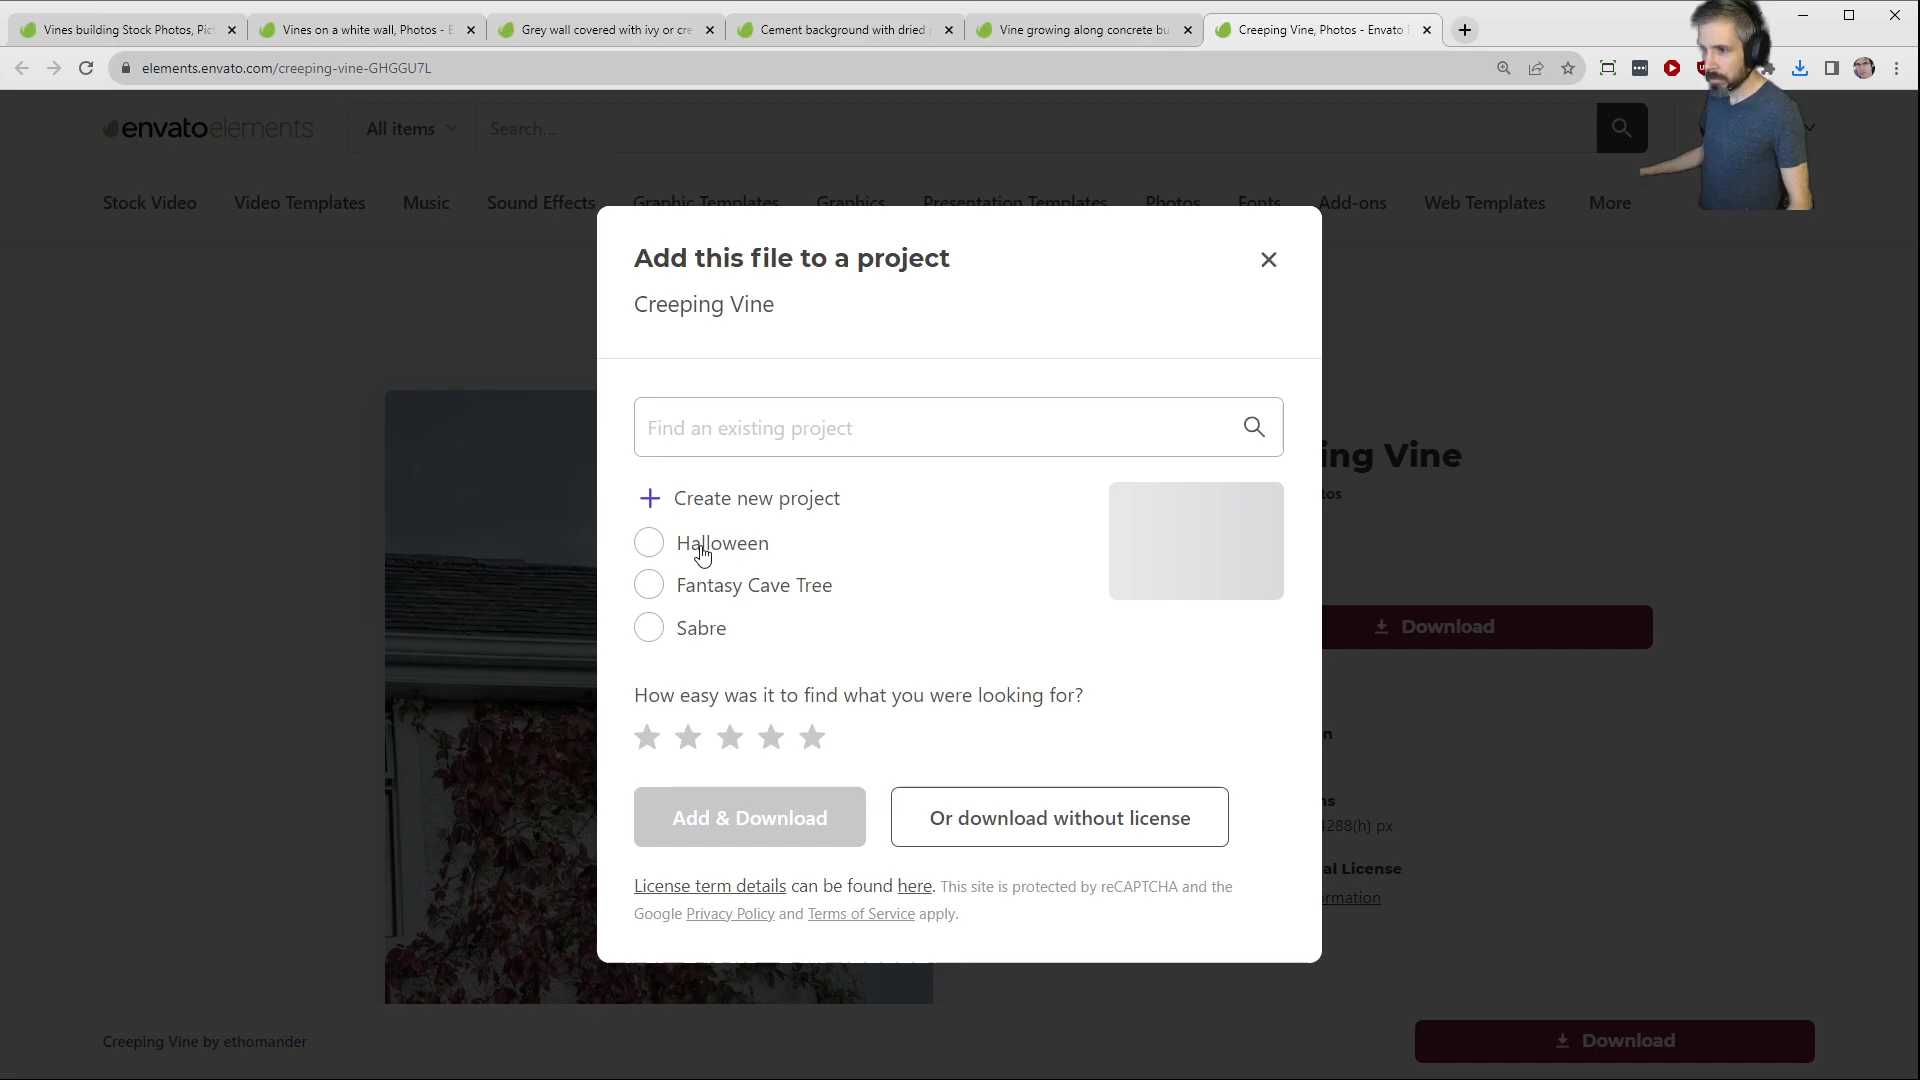 Vines building Stock Photos, Pic
Vines on a white wall, Photos - E
Grey wall covered with ivy or cre
Cement background with dried
Vine growing along concrete bu
Creeping Vine, Photos - Envato
elements.envato.com/creeping-vine-GHGGU7L
envatoelements
All items
Search...
Stock Video
Video Templates
Music
Sound Effects
Graphic Templates
Graphics
Presentation Templates
Photos
Fonts
Add-ons
Web Templates
More
Add this file to a project
Creeping Vine
Find an existing project
ing Vine
Create new project
tos
Halloween
Fantasy Cave Tree
Sabre
Download
How easy was it to find what you were looking for?
n
ns
Add & Download
Or download without license
4288(h) px
al License
License term details can be found here. This site is protected by reCAPTCHA and the
rmation
Google Privacy Policy and Terms of Service apply.
Creeping Vine by ethomander
Download